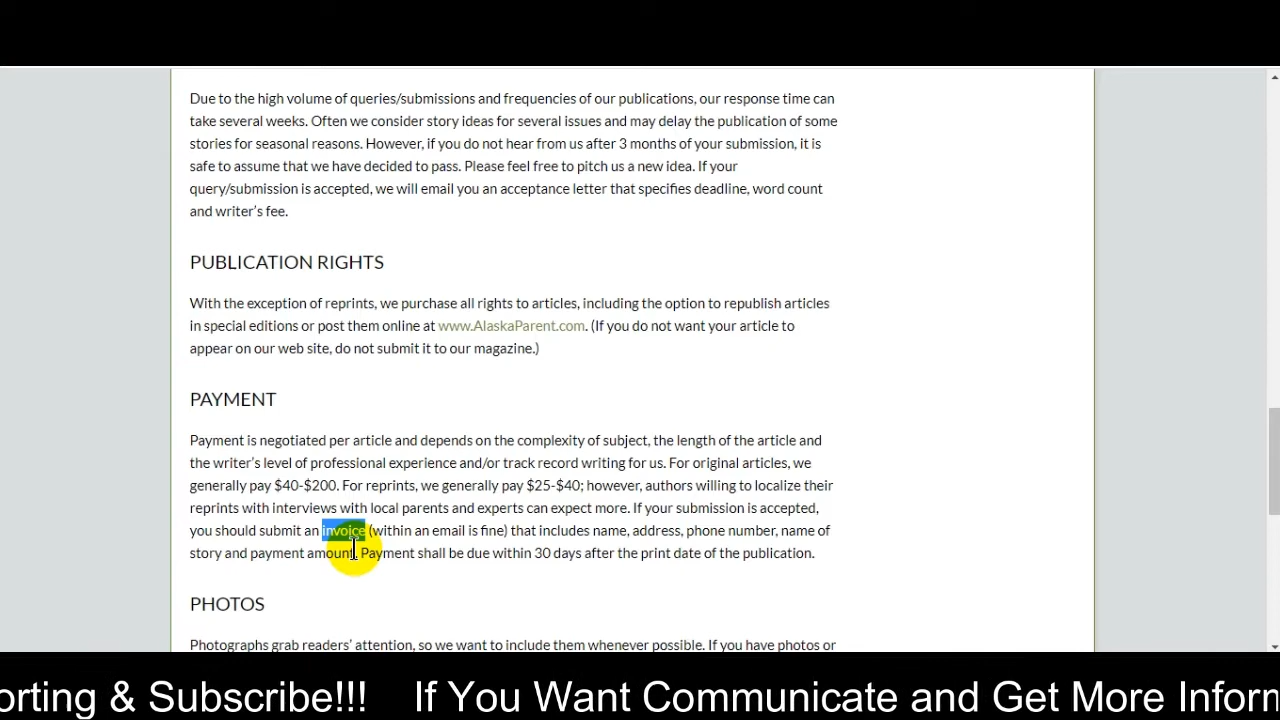 Due to the high volume of queries/submissions and frequencies of our publications, our response time can
take several weeks. Often we consider story ideas for several issues and may delay the publication of some
stories for seasonal reasons. However, if you do not hear from us after 3 months of your submission, it is
safe to assume that we have decided to pass. Please feel free to pitch us a new idea. If your
query/submission is accepted, we will email you an acceptance letter that specifies deadline, word count
and writer's fee.
PUBLICATION RIGHTS
With the exception of reprints, we purchase all rights to articles, including the option to republish articles
in special editions or post them online at www.AlaskaParent.com. (If you do not want your article to
appear on our web site, do not submit it to our magazine.)
PAYMENT
Payment is negotiated per article and depends on the complexity of subject, the length of the article and
the writer's level of professional experience and/or track record writing for us. For original articles, we
generally pay $40-$200. For reprints, we generally pay $25-$40; however, authors willing to localize their
reprints with interviews with local parents and experts can expect more. If your submission is accepted,
you should submit an invoice (within an email is fine) that includes name, address, phone number, name of
story and payment amount. Payment shall be due within 30 days after the print date of the publication.
PHOTOS
Photographs grab readers' attention, so we want to include them whenever possible. If you have photos or
orting & Subscribe!!! If You Want Communicate and Get More Inforn